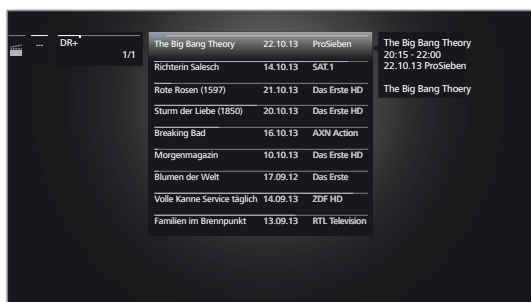 ... DR+
1/1
The Big Bang Theory 22.10.13 ProSieben
Richterin Salesch 14.10.13 SAT.1
Rote Rosen (1597) 21.10.13 Das Erste HD
Sturm der Liebe (1850) 20.10.13 Das Erste HD
Breaking Bad 16.10.13 AXN Action
Morgenmagazin 10.10.13 Das Erste HD
Blumen der Welt 17.09.12 Das Erste
Volle Kanne Service täglich 14.09.13 ZDF HD
Familien im Brennpunkt 13.09.13 RTL Television
The Big Bang Theory
20:15 - 22:00
22.10.13 ProSieben
The Big Bang Thoery